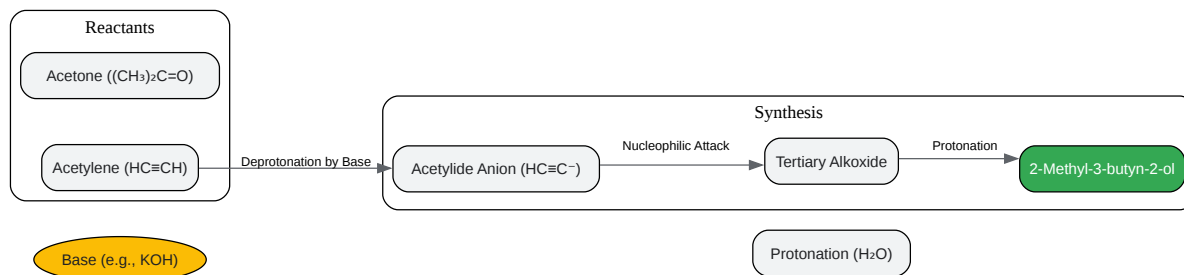 Reactants
Acetone ((CH₃)₂C=O)
Synthesis
Acetylene (HC≡CH)
Deprotonation by Base
Acetylide Anion (HC≡C⁻)
Nucleophilic Attack
Tertiary Alkoxide
Protonation
2-Methyl-3-butyn-2-ol
Base (e.g., KOH)
Protonation (H₂O)